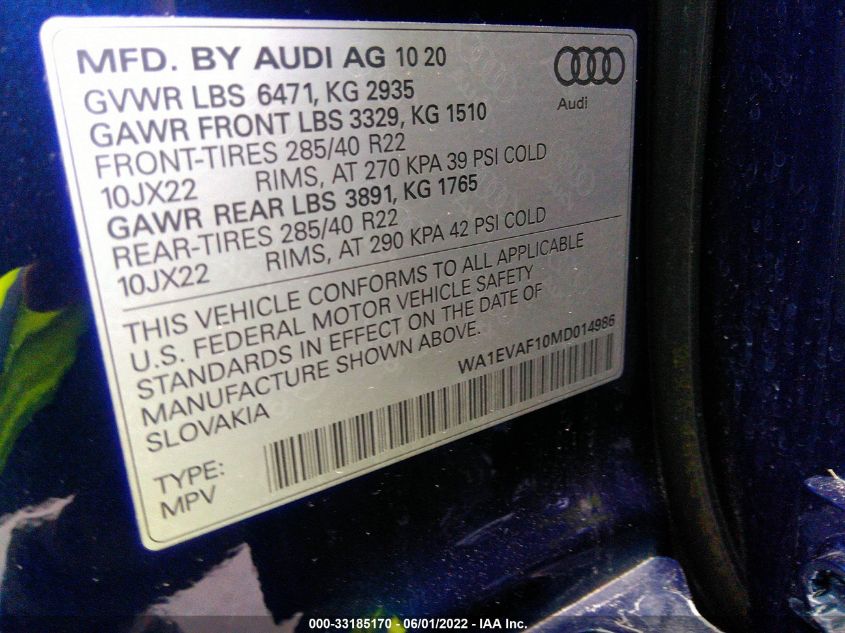 MFD. BY AUDI AG 10 20
Audi
GVWR LBS 6471, KG 2935
GAWR FRONT LBS 3329, KG 1510
FRONT-TIRES 285/40 R22
10JX22 RIMS, AT 270 KPA 39 PSI COLD
GAWR REAR LBS 3891, KG 1765
REAR-TIRES 285/40 R22
10JX22 RIMS, AT 290 KPA 42 PSI COLD
THIS VEHICLE CONFORMS TO ALL APPLICABLE
U.S. FEDERAL MOTOR VEHICLE SAFETY
STANDARDS IN EFFECT ON THE DATE OF
MANUFACTURE SHOWN ABOVE.
SLOVAKIA
WA1EVAF10MD014986
TYPE:
MPV
000-33185170 - 06/01/2022 - IAA Inc.